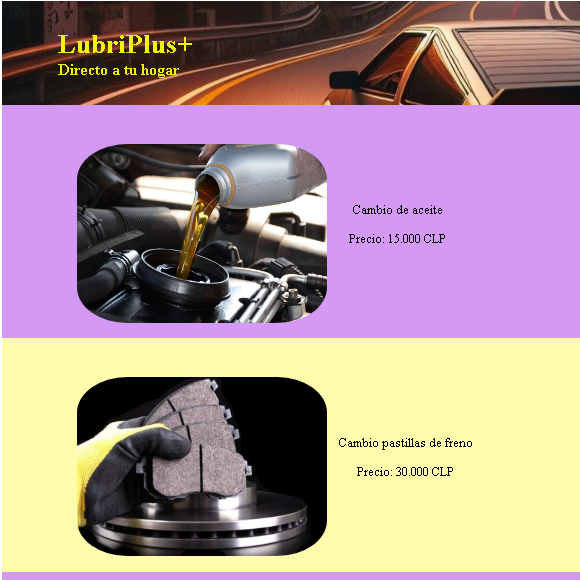 LubriPlus+
Directo a tu hogar
Cambio de aceite
Precio: 15.000 CLP
Cambio pastillas de freno
Precio: 30.000 CLP